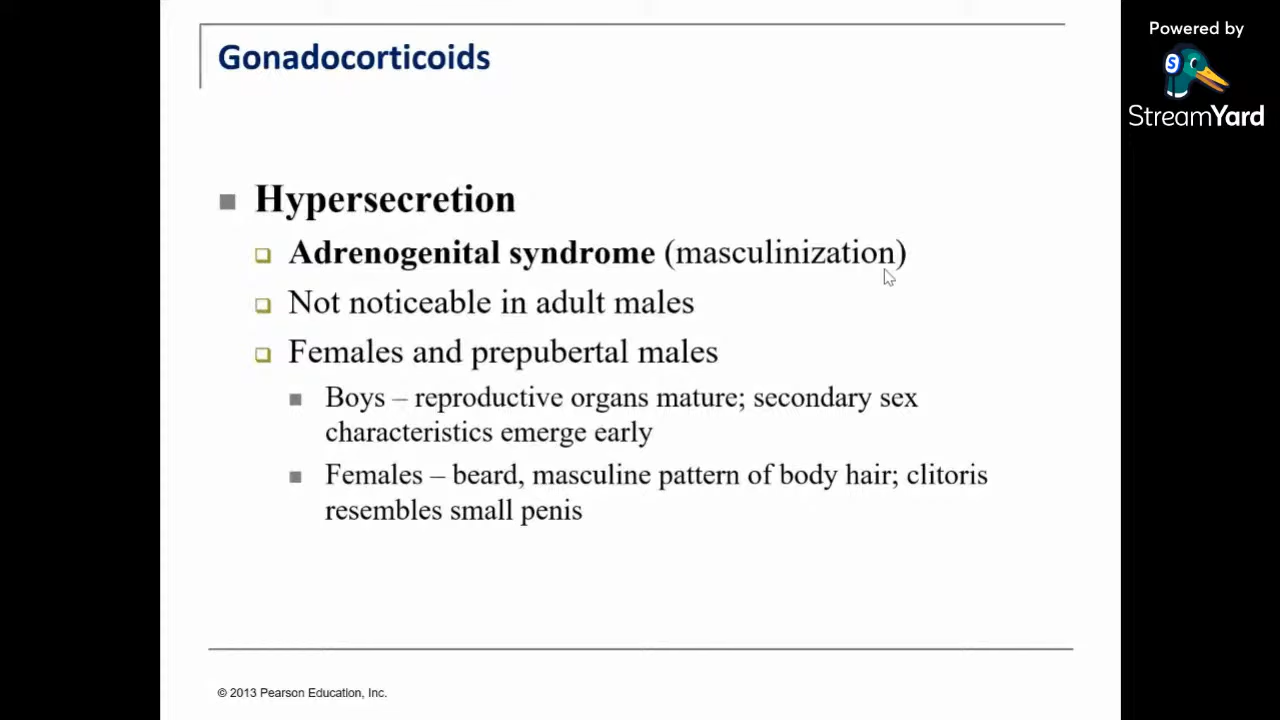 Gonadocorticoids
Powered by
S
StreamYard
Hypersecretion
Adrenogenital syndrome (masculinization)
Not noticeable in adult males
Females and prepubertal males
Boys – reproductive organs mature; secondary sex
characteristics emerge early
Females – beard, masculine pattern of body hair; clitoris
resembles small penis
© 2013 Pearson Education, Inc.